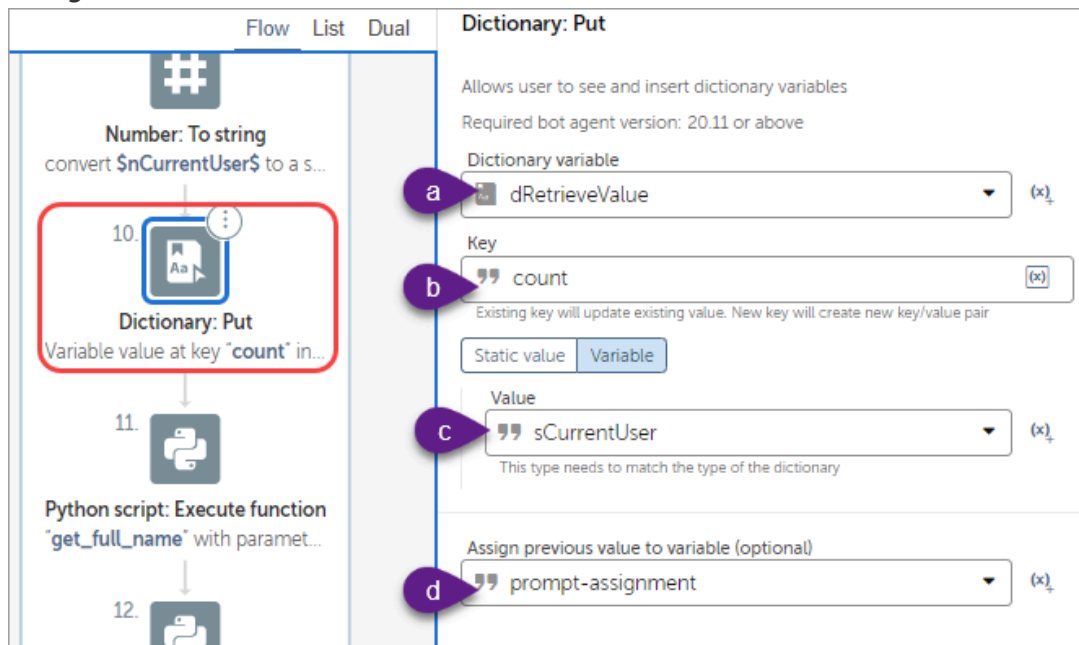 Flow List Dual
Number: To string
convert $nCurrentUser$ to a s...
10.
Aa
Dictionary: Put
Variable value at key "count" in...
11.
Python script: Execute function
"get_full_name" with paramet...
12.
Dictionary: Put
Allows user to see and insert dictionary variables
Required bot agent version: 20.11 or above
Dictionary variable
a
dRetrieveValue
(x)+
Key
b
" count
(x)
Existing key will update existing value. New key will create new key/value pair
Static value Variable
Value
c
" sCurrentUser
(x)+
This type needs to match the type of the dictionary
Assign previous value to variable (optional)
d
" prompt-assignment
(x)+